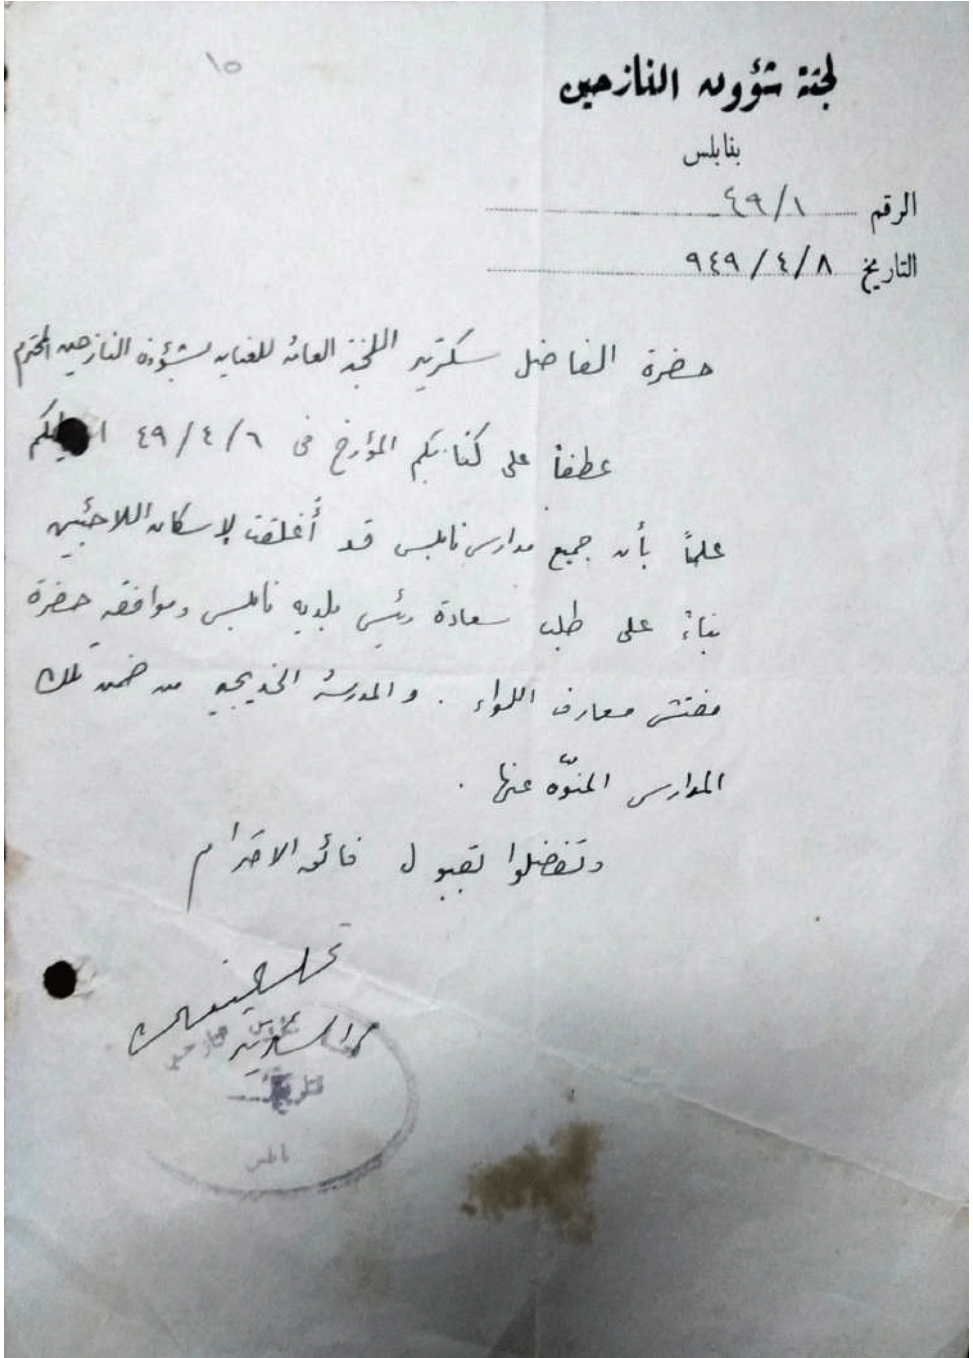 ١٥
لجنة شؤون النازحين
بنابلس
الرقم ٤٩/١
التاريخ ٩٤٩/٤/٨
حضرة الفاضل سكرتير اللجنة العامة للعناية بشؤون النازحين المحترم
عطفاً على كتابكم المؤرخ في ٤٩/٤/٦
علماً بأن جميع مدارس نابلس قد أُغلقت لإسكان اللاجئين
بناءً على طلب سعادة رئيس بلدية نابلس وموافقة حضرة
مفتش معارف اللواء . والمدرسة الخديجية من ضمن تلك
المدارس المنوّه عنها .
وتفضلوا بقبول فائق الاحترام
نابلس